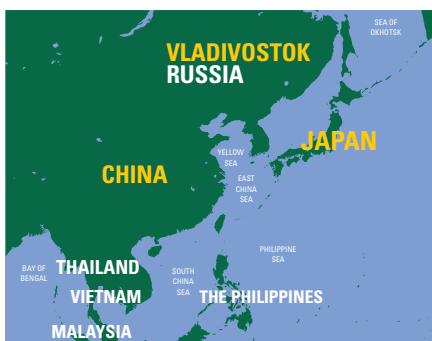 SEA OF
OKHOTSK
VLADIVOSTOK
RUSSIA
JAPAN
YELLOW
SEA
CHINA
EAST
CHINA
SEA
PHILIPPINE
SEA
BAY OF
BENGAL
THAILAND
SOUTH
CHINA
SEA
VIETNAM
THE PHILIPPINES
MALAYSIA